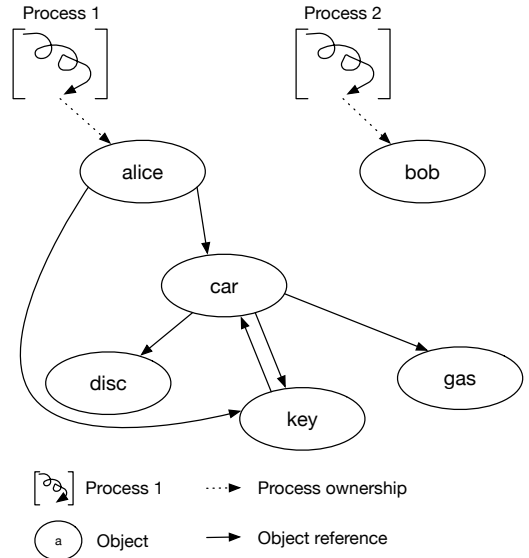 Process 1
Process 2
alice
bob
car
disc
gas
key
Process 1
Process ownership
a
Object
Object reference